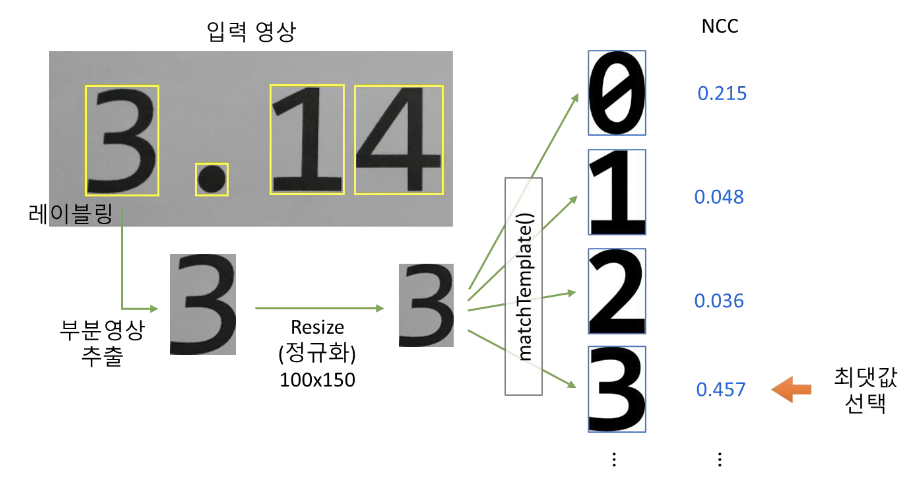 입력 영상
NCC
3.14
레이블링
부분영상
추출
3
Resize
(정규화)
100x150
3
matchTemplate()
0 0.215
1 0.048
2 0.036
3 0.457
최댓값
선택
⋮ ⋮